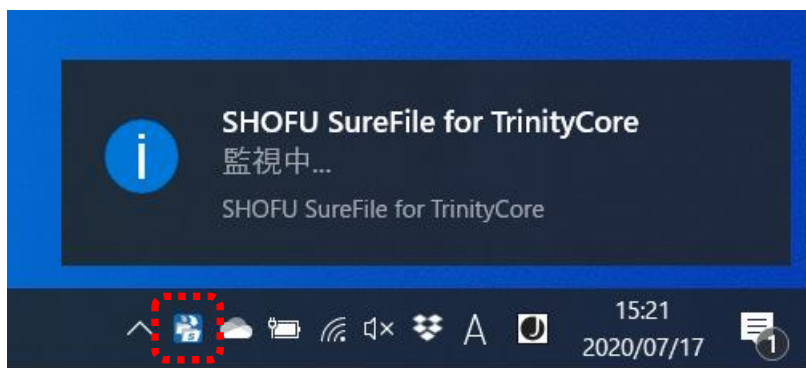 SHOFU SureFile for TrinityCore
監視中...
SHOFU SureFile for TrinityCore
A
15:21
2020/07/17
1